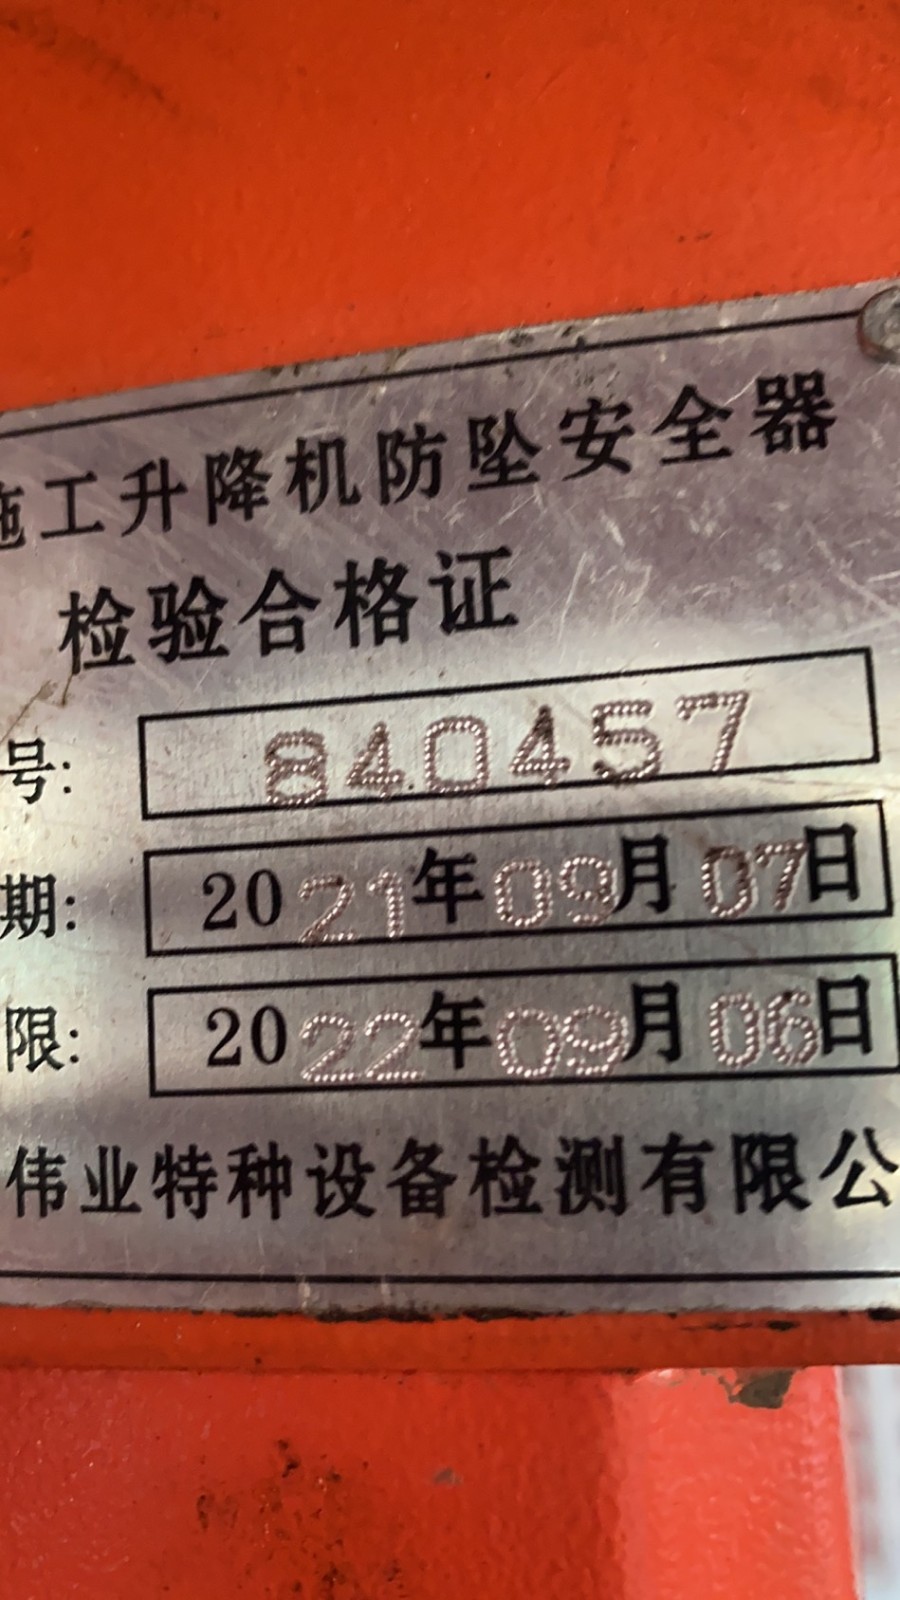 施工升降机防坠安全器
检验合格证
号: 840457
期: 2021年09月07日
限: 2022年09月06日
伟业特种设备检测有限公